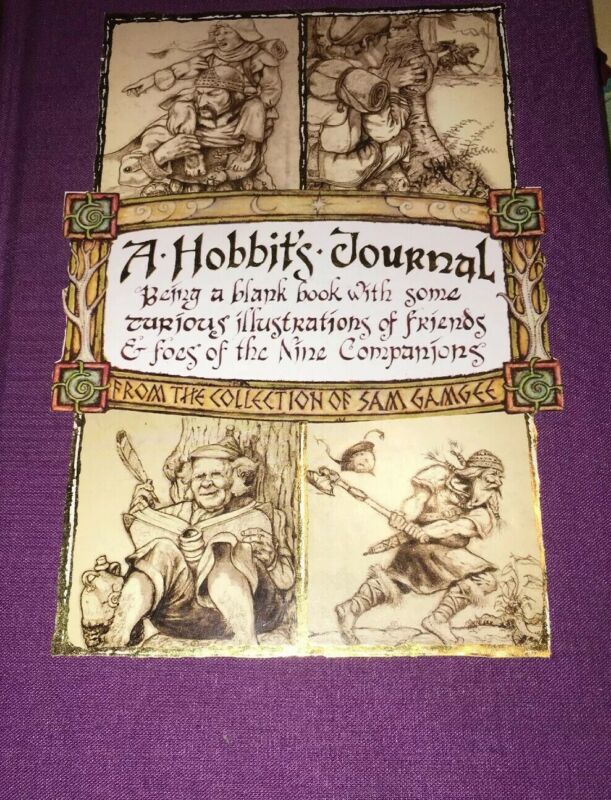 A·Hobbit's·Journal
Being a blank book with some
curious illustrations of friends
& foes of the Nine Companions
FROM THE COLLECTION OF SAM GAMGEE